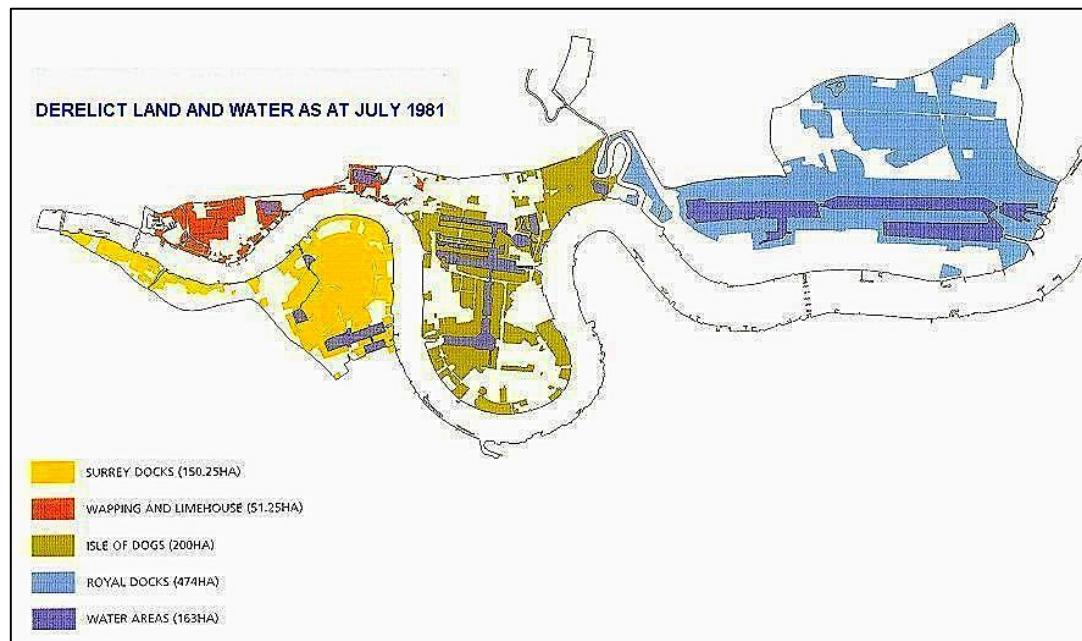 DERELICT LAND AND WATER AS AT JULY 1981
SURREY DOCKS (150.25HA)
WAPPING AND LIMEHOUSE (51.25HA)
ISLE OF DOGS (200HA)
ROYAL DOCKS (474HA)
WATER AREAS (163HA)